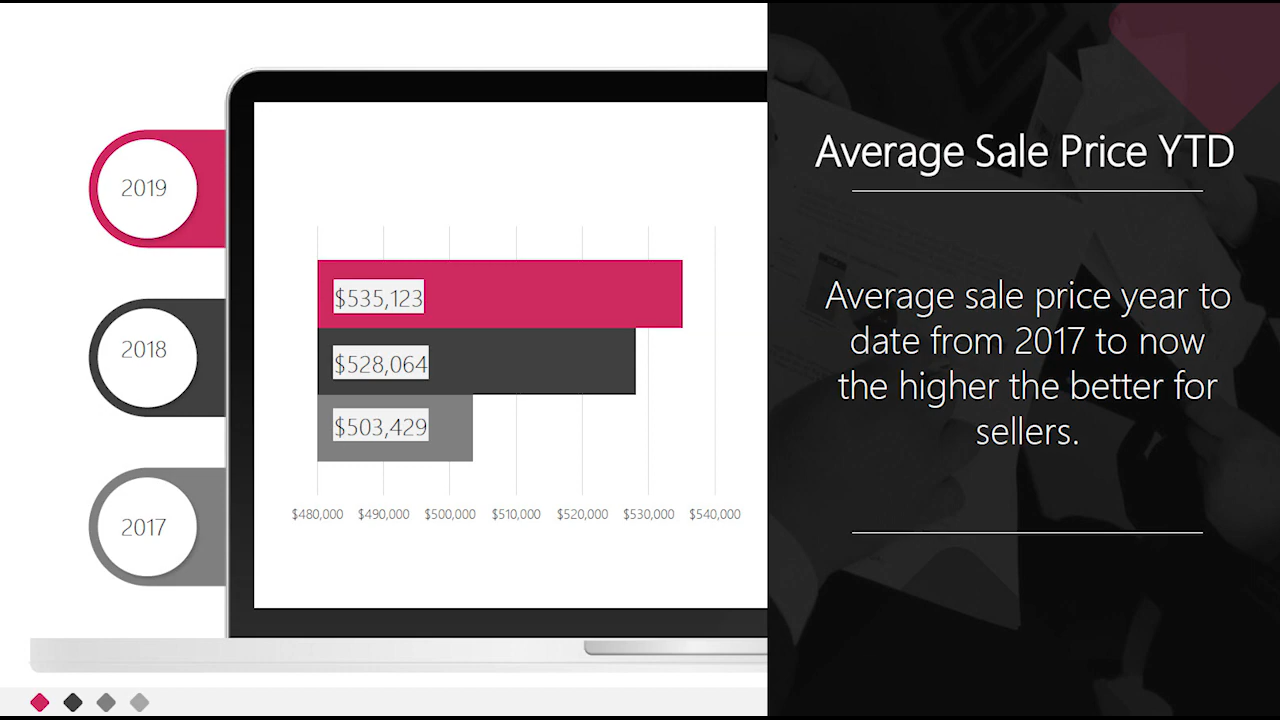 2019
2018
2017
$535,123
$528,064
$503,429
$480,000 $490,000 $500,000 $510,000 $520,000 $530,000 $540,000
Average Sale Price YTD
Average sale price year to
date from 2017 to now
the higher the better for
sellers.